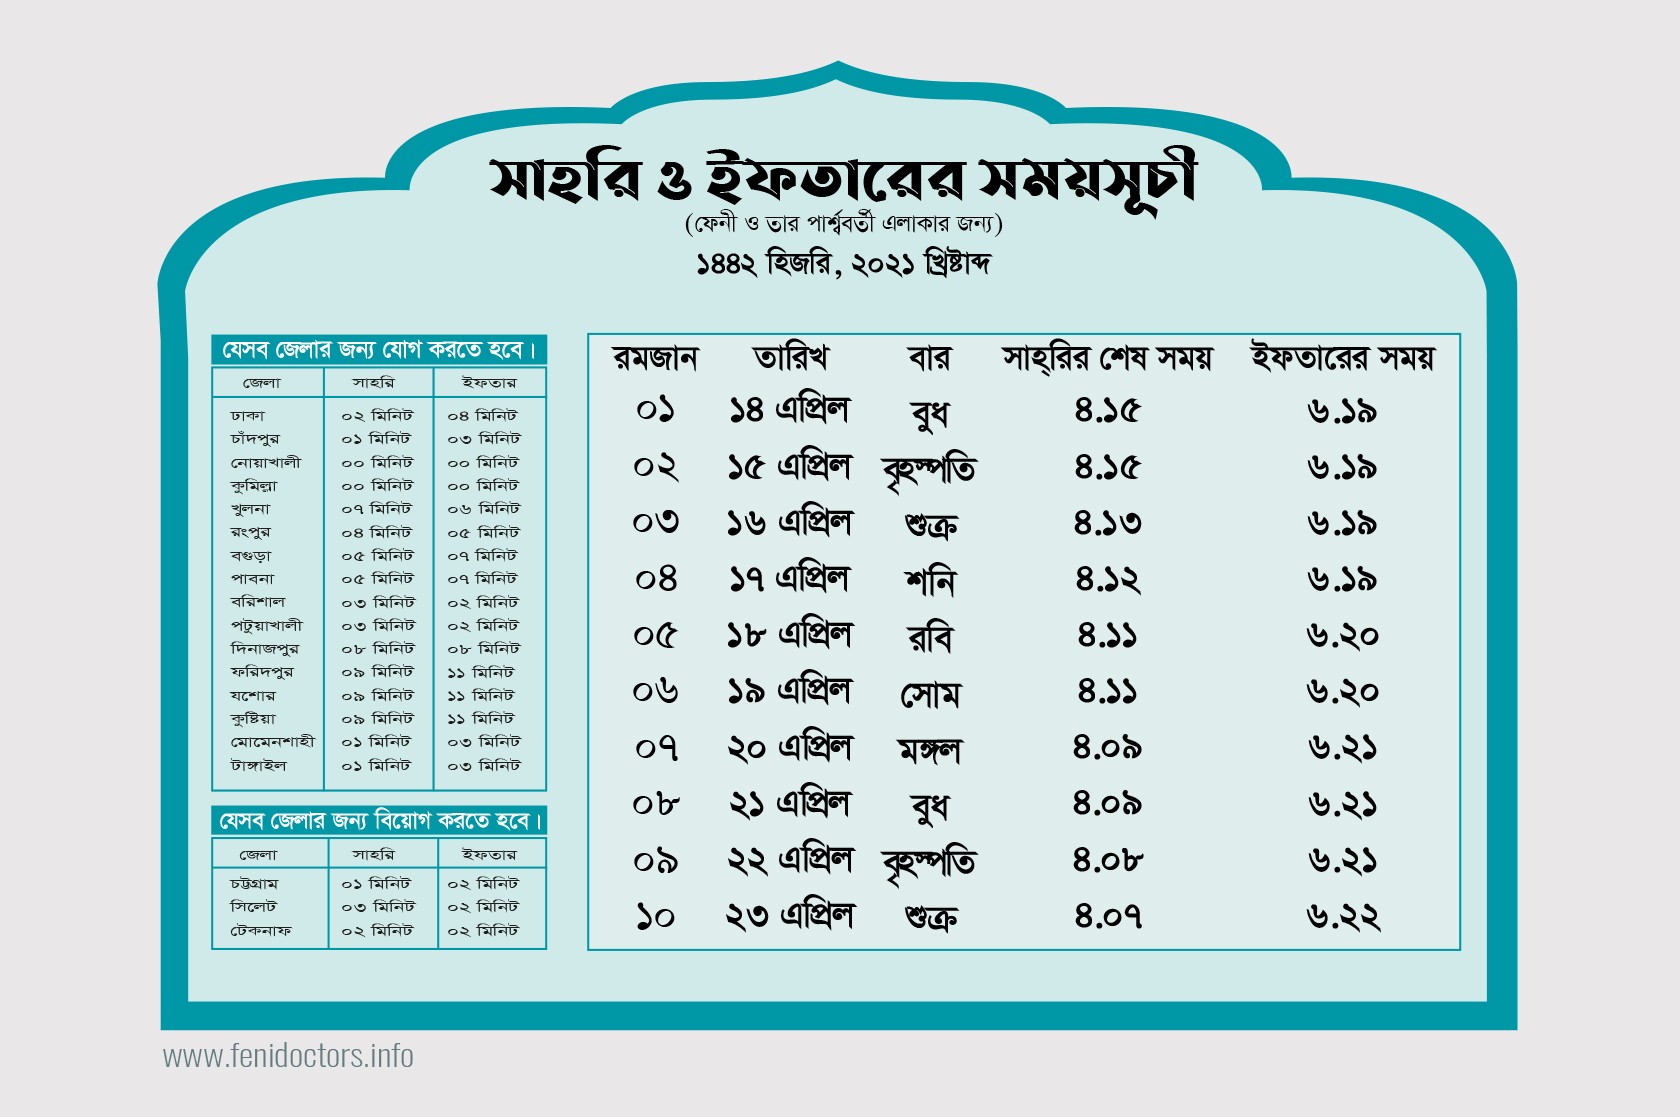 সাহরি ও ইফতারের সময়সূচী
(ফেনী ও তার পার্শ্ববর্তী এলাকার জন্য)
১৪৪২ হিজরি, ২০২১ খ্রিষ্টাব্দ
যেসব জেলার জন্য যোগ করতে হবে।
জেলা সাহরি ইফতার
ঢাকা ০২ মিনিট ০৪ মিনিট
চাঁদপুর ০১ মিনিট ০৩ মিনিট
নোয়াখালী ০০ মিনিট ০০ মিনিট
কুমিল্লা ০০ মিনিট ০০ মিনিট
খুলনা ০৭ মিনিট ০৬ মিনিট
রংপুর ০৪ মিনিট ০৫ মিনিট
বগুড়া ০৫ মিনিট ০৭ মিনিট
পাবনা ০৫ মিনিট ০৭ মিনিট
বরিশাল ০৩ মিনিট ০২ মিনিট
পটুয়াখালী ০৩ মিনিট ০২ মিনিট
দিনাজপুর ০৮ মিনিট ০৮ মিনিট
ফরিদপুর ০৯ মিনিট ১১ মিনিট
যশোর ০৯ মিনিট ১১ মিনিট
কুষ্টিয়া ০৯ মিনিট ১১ মিনিট
মোমেনশাহী ০১ মিনিট ০৩ মিনিট
টাঙ্গাইল ০১ মিনিট ০৩ মিনিট
যেসব জেলার জন্য বিয়োগ করতে হবে।
জেলা সাহরি ইফতার
চট্টগ্রাম ০১ মিনিট ০২ মিনিট
সিলেট ০৩ মিনিট ০২ মিনিট
টেকনাফ ০২ মিনিট ০২ মিনিট
রমজান তারিখ বার সাহ্‌রির শেষ সময় ইফতারের সময়
০১ ১৪ এপ্রিল বুধ ৪.১৫ ৬.১৯
০২ ১৫ এপ্রিল বৃহস্পতি ৪.১৫ ৬.১৯
০৩ ১৬ এপ্রিল শুক্র ৪.১৩ ৬.১৯
০৪ ১৭ এপ্রিল শনি ৪.১২ ৬.১৯
০৫ ১৮ এপ্রিল রবি ৪.১১ ৬.২০
০৬ ১৯ এপ্রিল সোম ৪.১১ ৬.২০
০৭ ২০ এপ্রিল মঙ্গল ৪.০৯ ৬.২১
০৮ ২১ এপ্রিল বুধ ৪.০৯ ৬.২১
০৯ ২২ এপ্রিল বৃহস্পতি ৪.০৮ ৬.২১
১০ ২৩ এপ্রিল শুক্র ৪.০৭ ৬.২২
www.fenidoctors.info